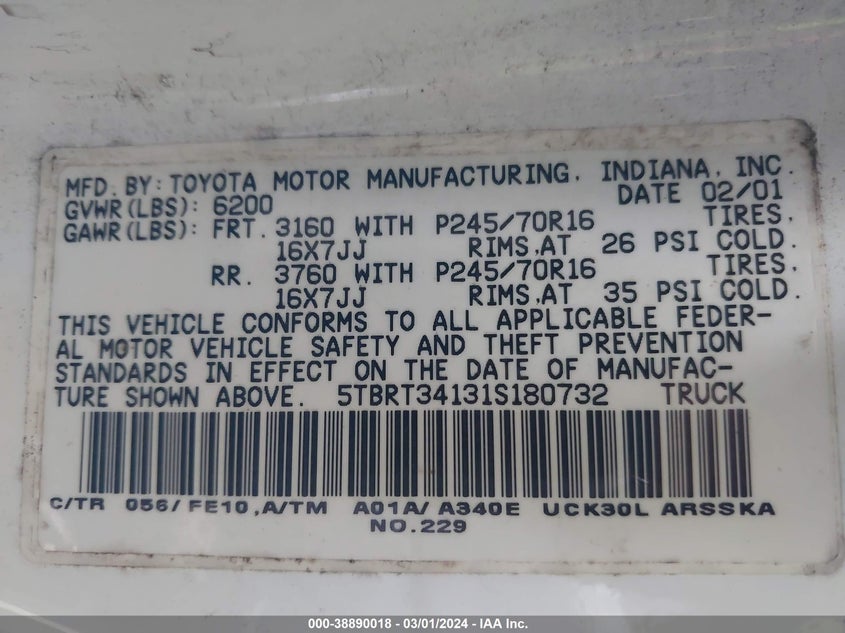 MFD. BY: TOYOTA MOTOR MANUFACTURING, INDIANA, INC.
GVWR(LBS): 6200 DATE 02/01
GAWR(LBS): FRT. 3160 WITH P245/70R16 TIRES,
16X7JJ RIMS,AT 26 PSI COLD.
RR. 3760 WITH P245/70R16 TIRES,
16X7JJ RIMS,AT 35 PSI COLD.
THIS VEHICLE CONFORMS TO ALL APPLICABLE FEDER-
AL MOTOR VEHICLE SAFETY AND THEFT PREVENTION
STANDARDS IN EFFECT ON THE DATE OF MANUFAC-
TURE SHOWN ABOVE. 5TBRT34131S180732 TRUCK
C/TR 056/FE10,A/TM A01A/A340E UCK30L ARSSKA
NO.229
000-38890018 - 03/01/2024 - IAA Inc.